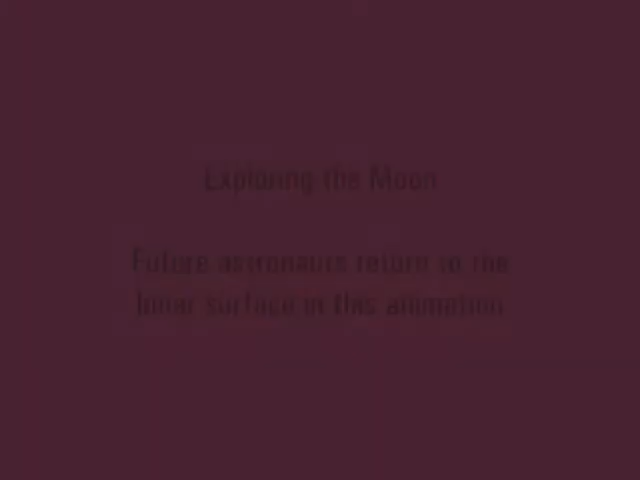 Exploring the Moon
Future astronauts return to the
lunar surface in this animation